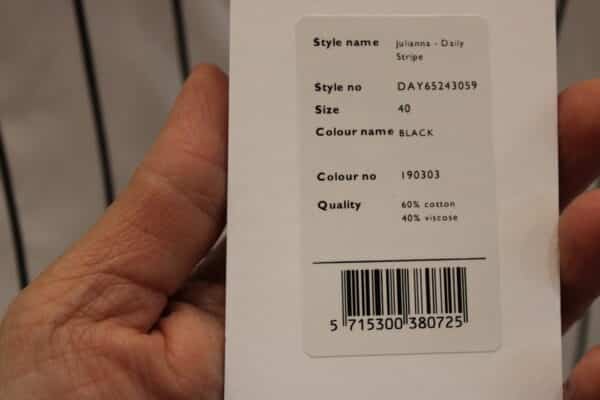 Style name Julianna - Daily
Stripe
Style no DAY65243059
Size 40
Colour name BLACK
Colour no 190303
Quality 60% cotton
40% viscose
5 715300 380725